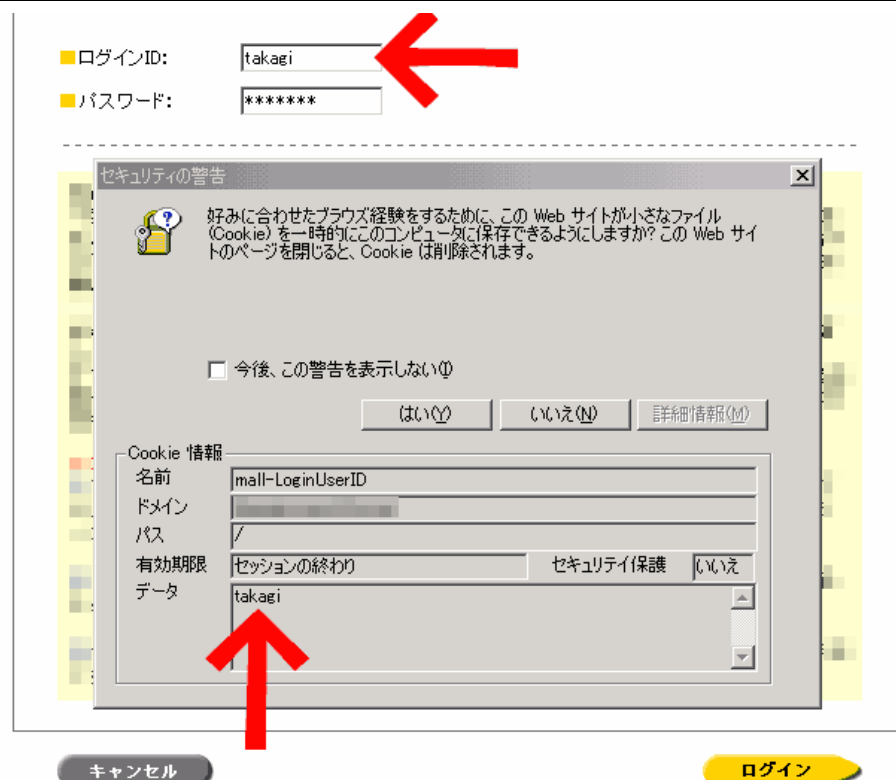 ログインID:
takagi
パスワード:
*******
セキュリティの警告
好みに合わせたブラウズ経験をするために、この Web サイトが小さなファイル
(Cookie) を一時的にこのコンピュータに保存できるようにしますか? この Web サイ
トのページを閉じると、Cookie は削除されます。
今後、この警告を表示しない(I)
はい(Y) いいえ(N) 詳細情報(M)
Cookie 情報
名前 mall-LoginUserID
ドメイン
パス /
有効期限 セッションの終わり セキュリテイ保護 いいえ
データ takagi
キャンセル ログイン